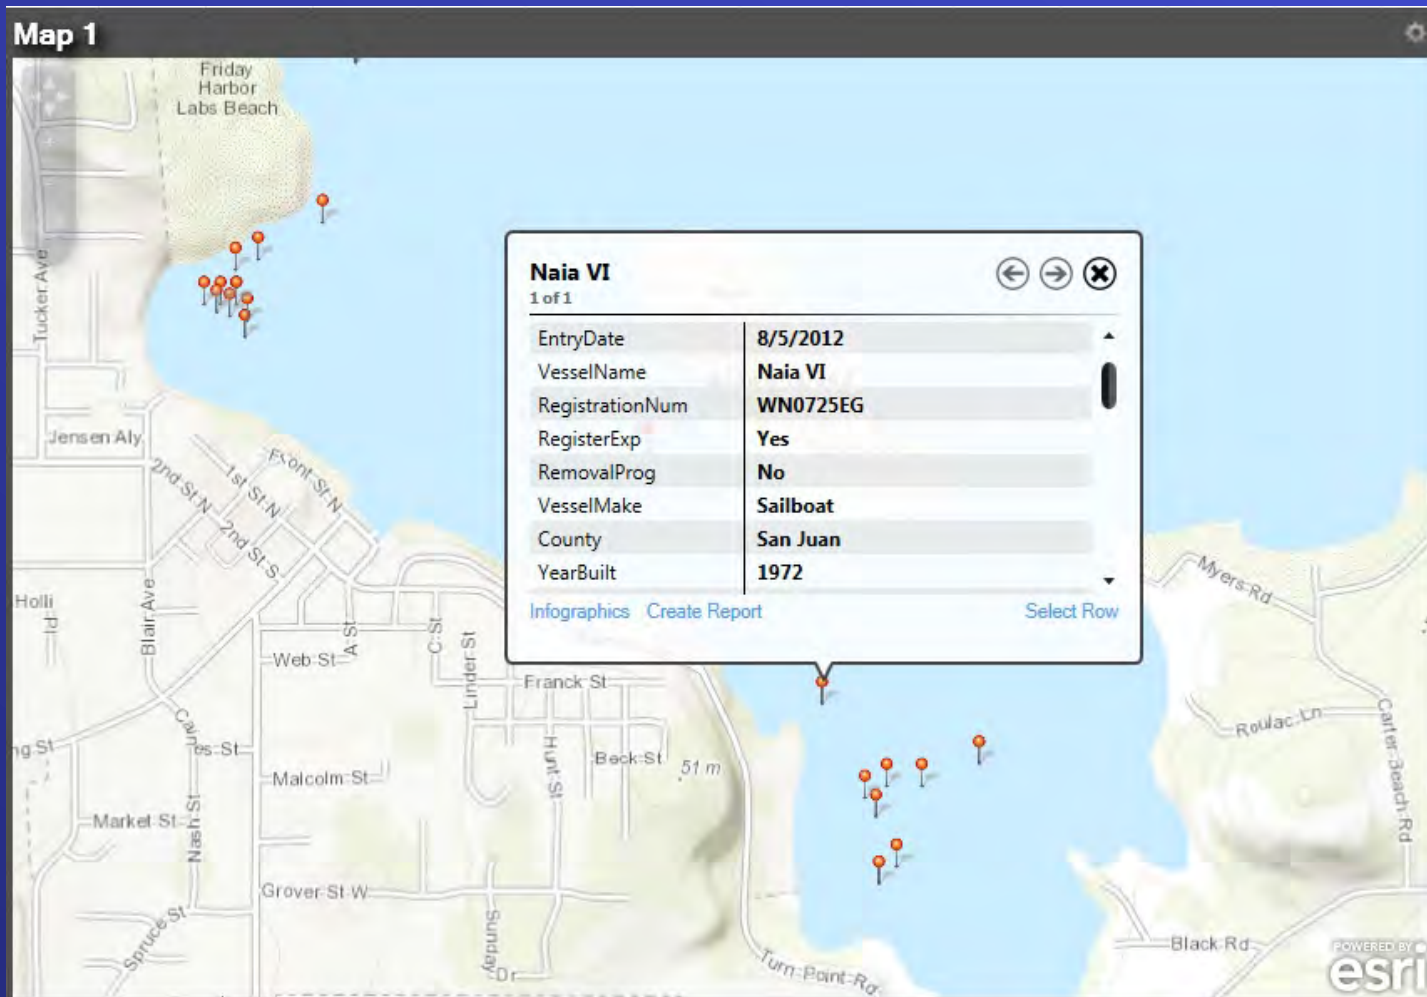 Map 1
Friday
Harbor
Labs Beach
Tucker Ave
Naia VI
1 of 1
EntryDate 8/5/2012
VesselName Naia VI
RegistrationNum WN0725EG
RegisterExp Yes
RemovalProg No
VesselMake Sailboat
County San Juan
YearBuilt 1972
Infographics Create Report Select Row
Jensen Aly
2nd St N
1st St N
Front St N
2nd St S
Myers Rd
Blair Ave
A St
C St
Linder St
Web St
Franck St
Roulac Ln
Carter Beach Rd
Hunt St
Beck St
51 m
Malcolm St
Market St
Nash St
Grover St W
Spruce St
Sunday Dr
Turn Point Rd
Black Rd
POWERED BY
esri